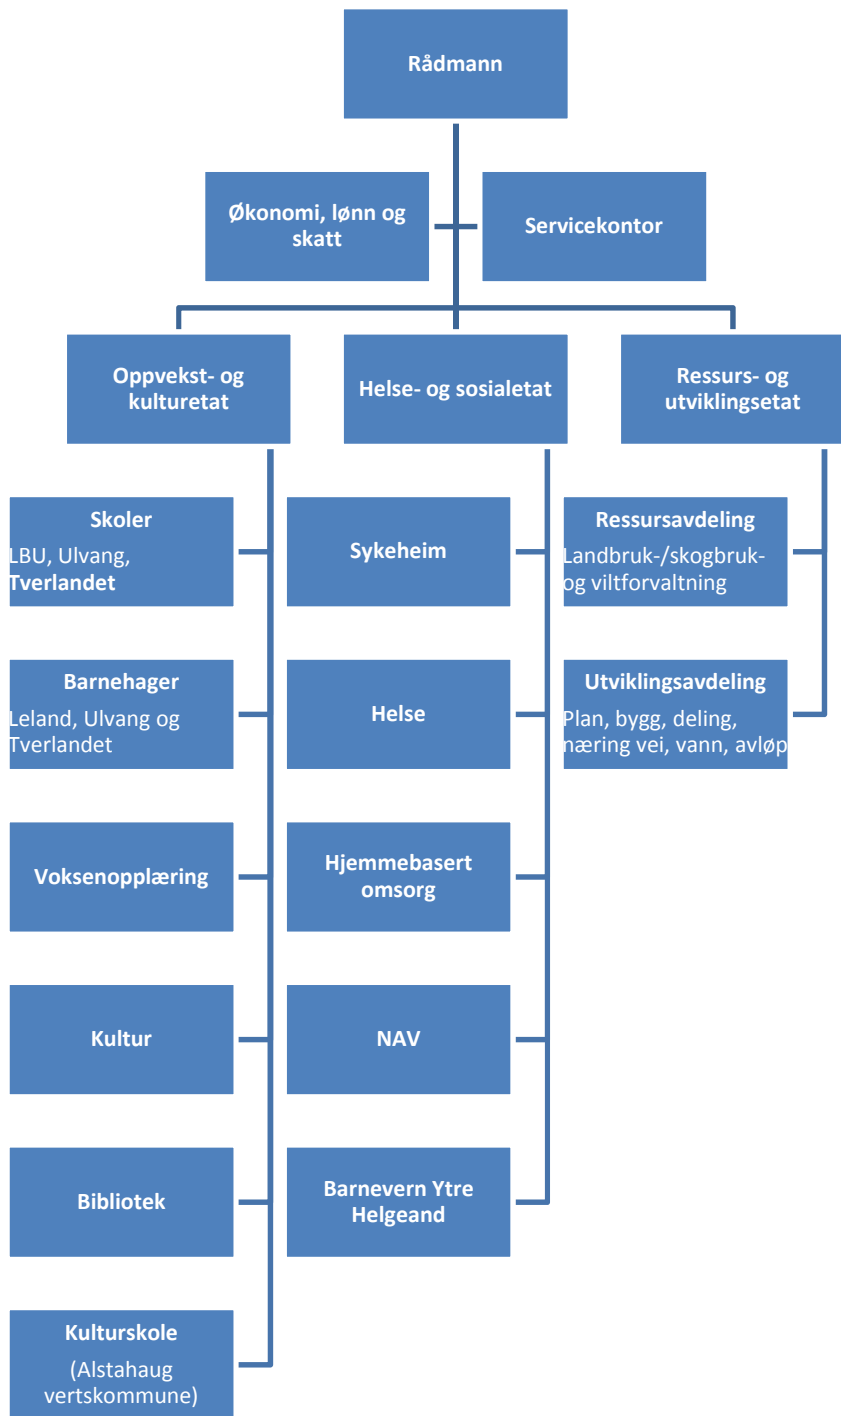 Rådmann
Økonomi, lønn og
skatt
Servicekontor
Oppvekst- og
kulturetat
Helse- og sosialetat
Ressurs- og
utviklingsetat
Skoler
LBU, Ulvang,
Tverlandet
Barnehager
Leland, Ulvang og
Tverlandet
Voksenopplæring
Kultur
Bibliotek
Kulturskole
(Alstahaug
vertskommune)
Sykeheim
Helse
Hjemmebasert
omsorg
NAV
Barnevern Ytre
Helgeand
Ressursavdeling
Landbruk-/skogbruk-
og viltforvaltning
Utviklingsavdeling
Plan, bygg, deling,
næring vei, vann, avløp